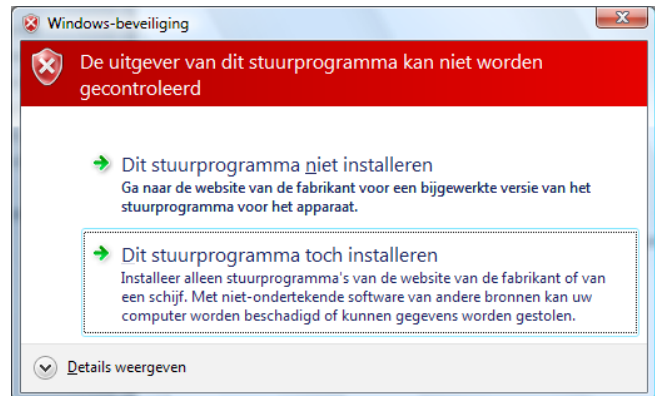 Windows-beveiliging
De uitgever van dit stuurprogramma kan niet worden
gecontroleerd
Dit stuurprogramma niet installeren
Ga naar de website van de fabrikant voor een bijgewerkte versie van het
stuurprogramma voor het apparaat.
Dit stuurprogramma toch installeren
Installeer alleen stuurprogramma's van de website van de fabrikant of van
een schijf. Met niet-ondertekende software van andere bronnen kan uw
computer worden beschadigd of kunnen gegevens worden gestolen.
Details weergeven